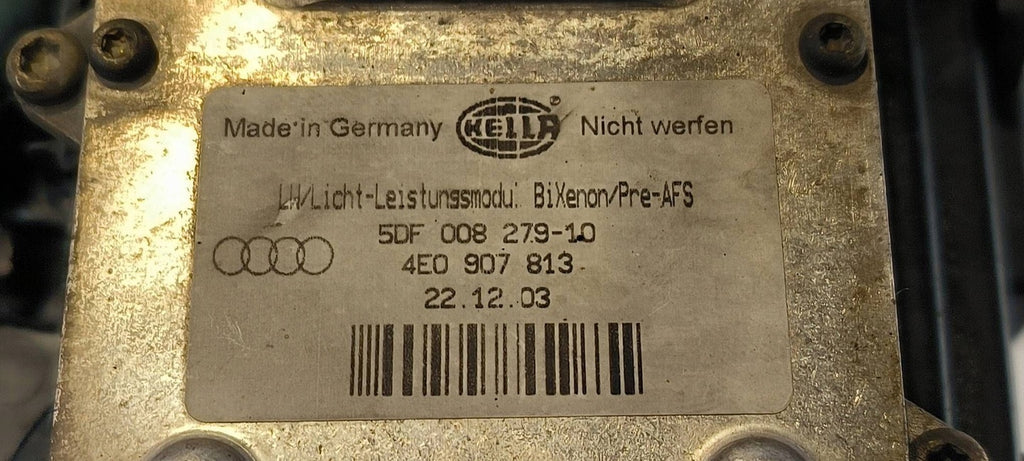 Made in Germany HELLA ® Nicht werfen
LH/Licht-Leistungsmodul BiXenon/Pre-AFS
5DF 008 279-10
4E0 907 813
22.12.03